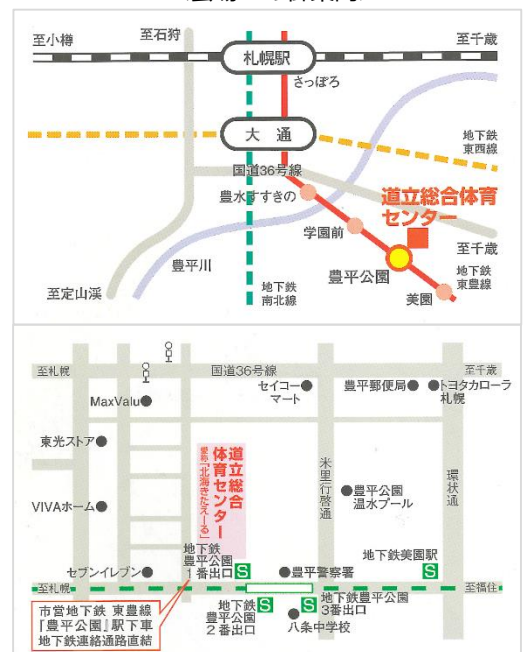 至小樽
至石狩
至千歳
札幌駅
さっぽろ
大通
地下鉄
東西線
国道36号線
豊水すすきの
道立総合体育
センター
学園前
至千歳
豊平川
豊平公園
地下鉄
東豊線
至定山渓
地下鉄
南北線
美園
至札幌
国道36号線
至千歳
セイコー
マート
豊平郵便局
トヨタカローラ
札幌
MaxValu
東光ストア
道立総合
体育センター
愛称「北海きたえーる」
米里行啓通
環状通
豊平公園
温水プール
VIVAホーム
地下鉄
豊平公園
1番出口
S
地下鉄美園駅
S
セブンイレブン
豊平警察署
至札幌
至福住
市営地下鉄 東豊線
『豊平公園』駅下車
地下鉄連絡通路直結
地下鉄
豊平公園
2番出口
S
S
地下鉄豊平公園
3番出口
八条中学校